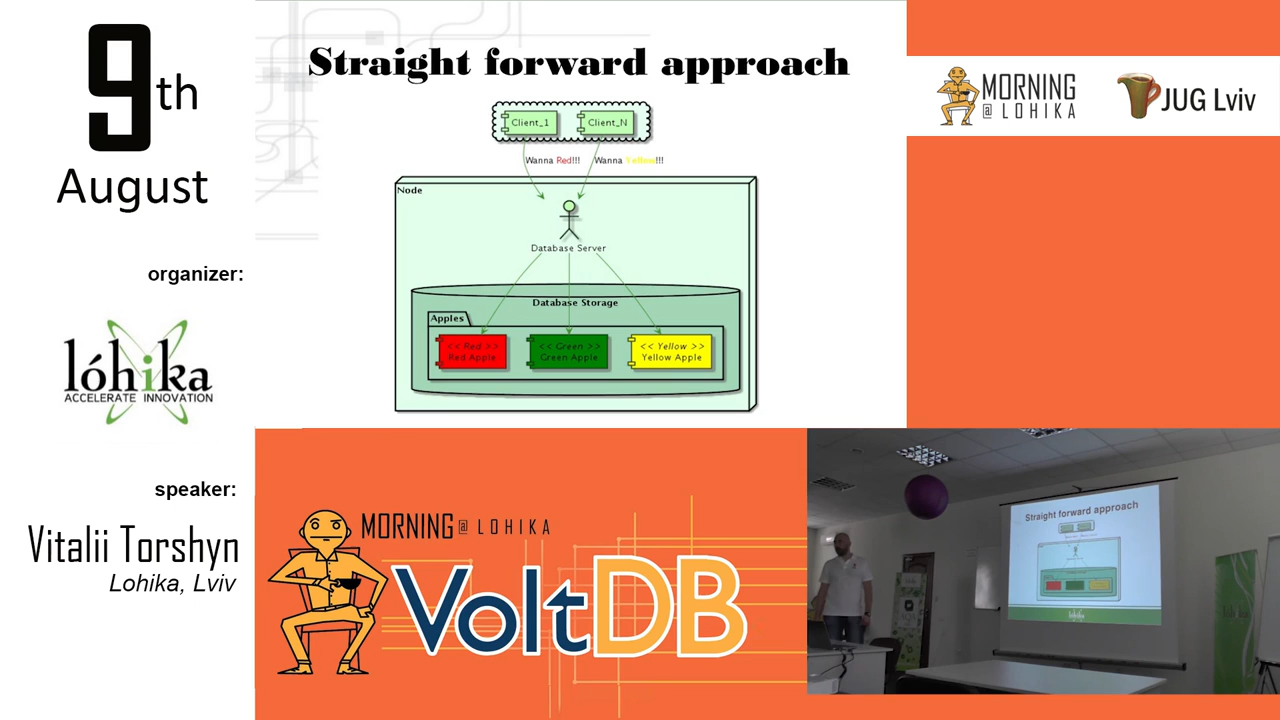 9th
August
organizer:
lóhika
ACCELERATE INNOVATION
speaker:
Vitalii Torshyn
Lohika, Lviv
Straight forward approach
Client_1
Client_N
Wanna Red!!!
Wanna Yellow!!!
Node
Database Server
Database Storage
Apples
<< Red >>
Red Apple
<< Green >>
Green Apple
<< Yellow >>
Yellow Apple
MORNING
@ LOHIKA
JUG Lviv
MORNING @ LOHIKA
VoltDB
Straight forward approach